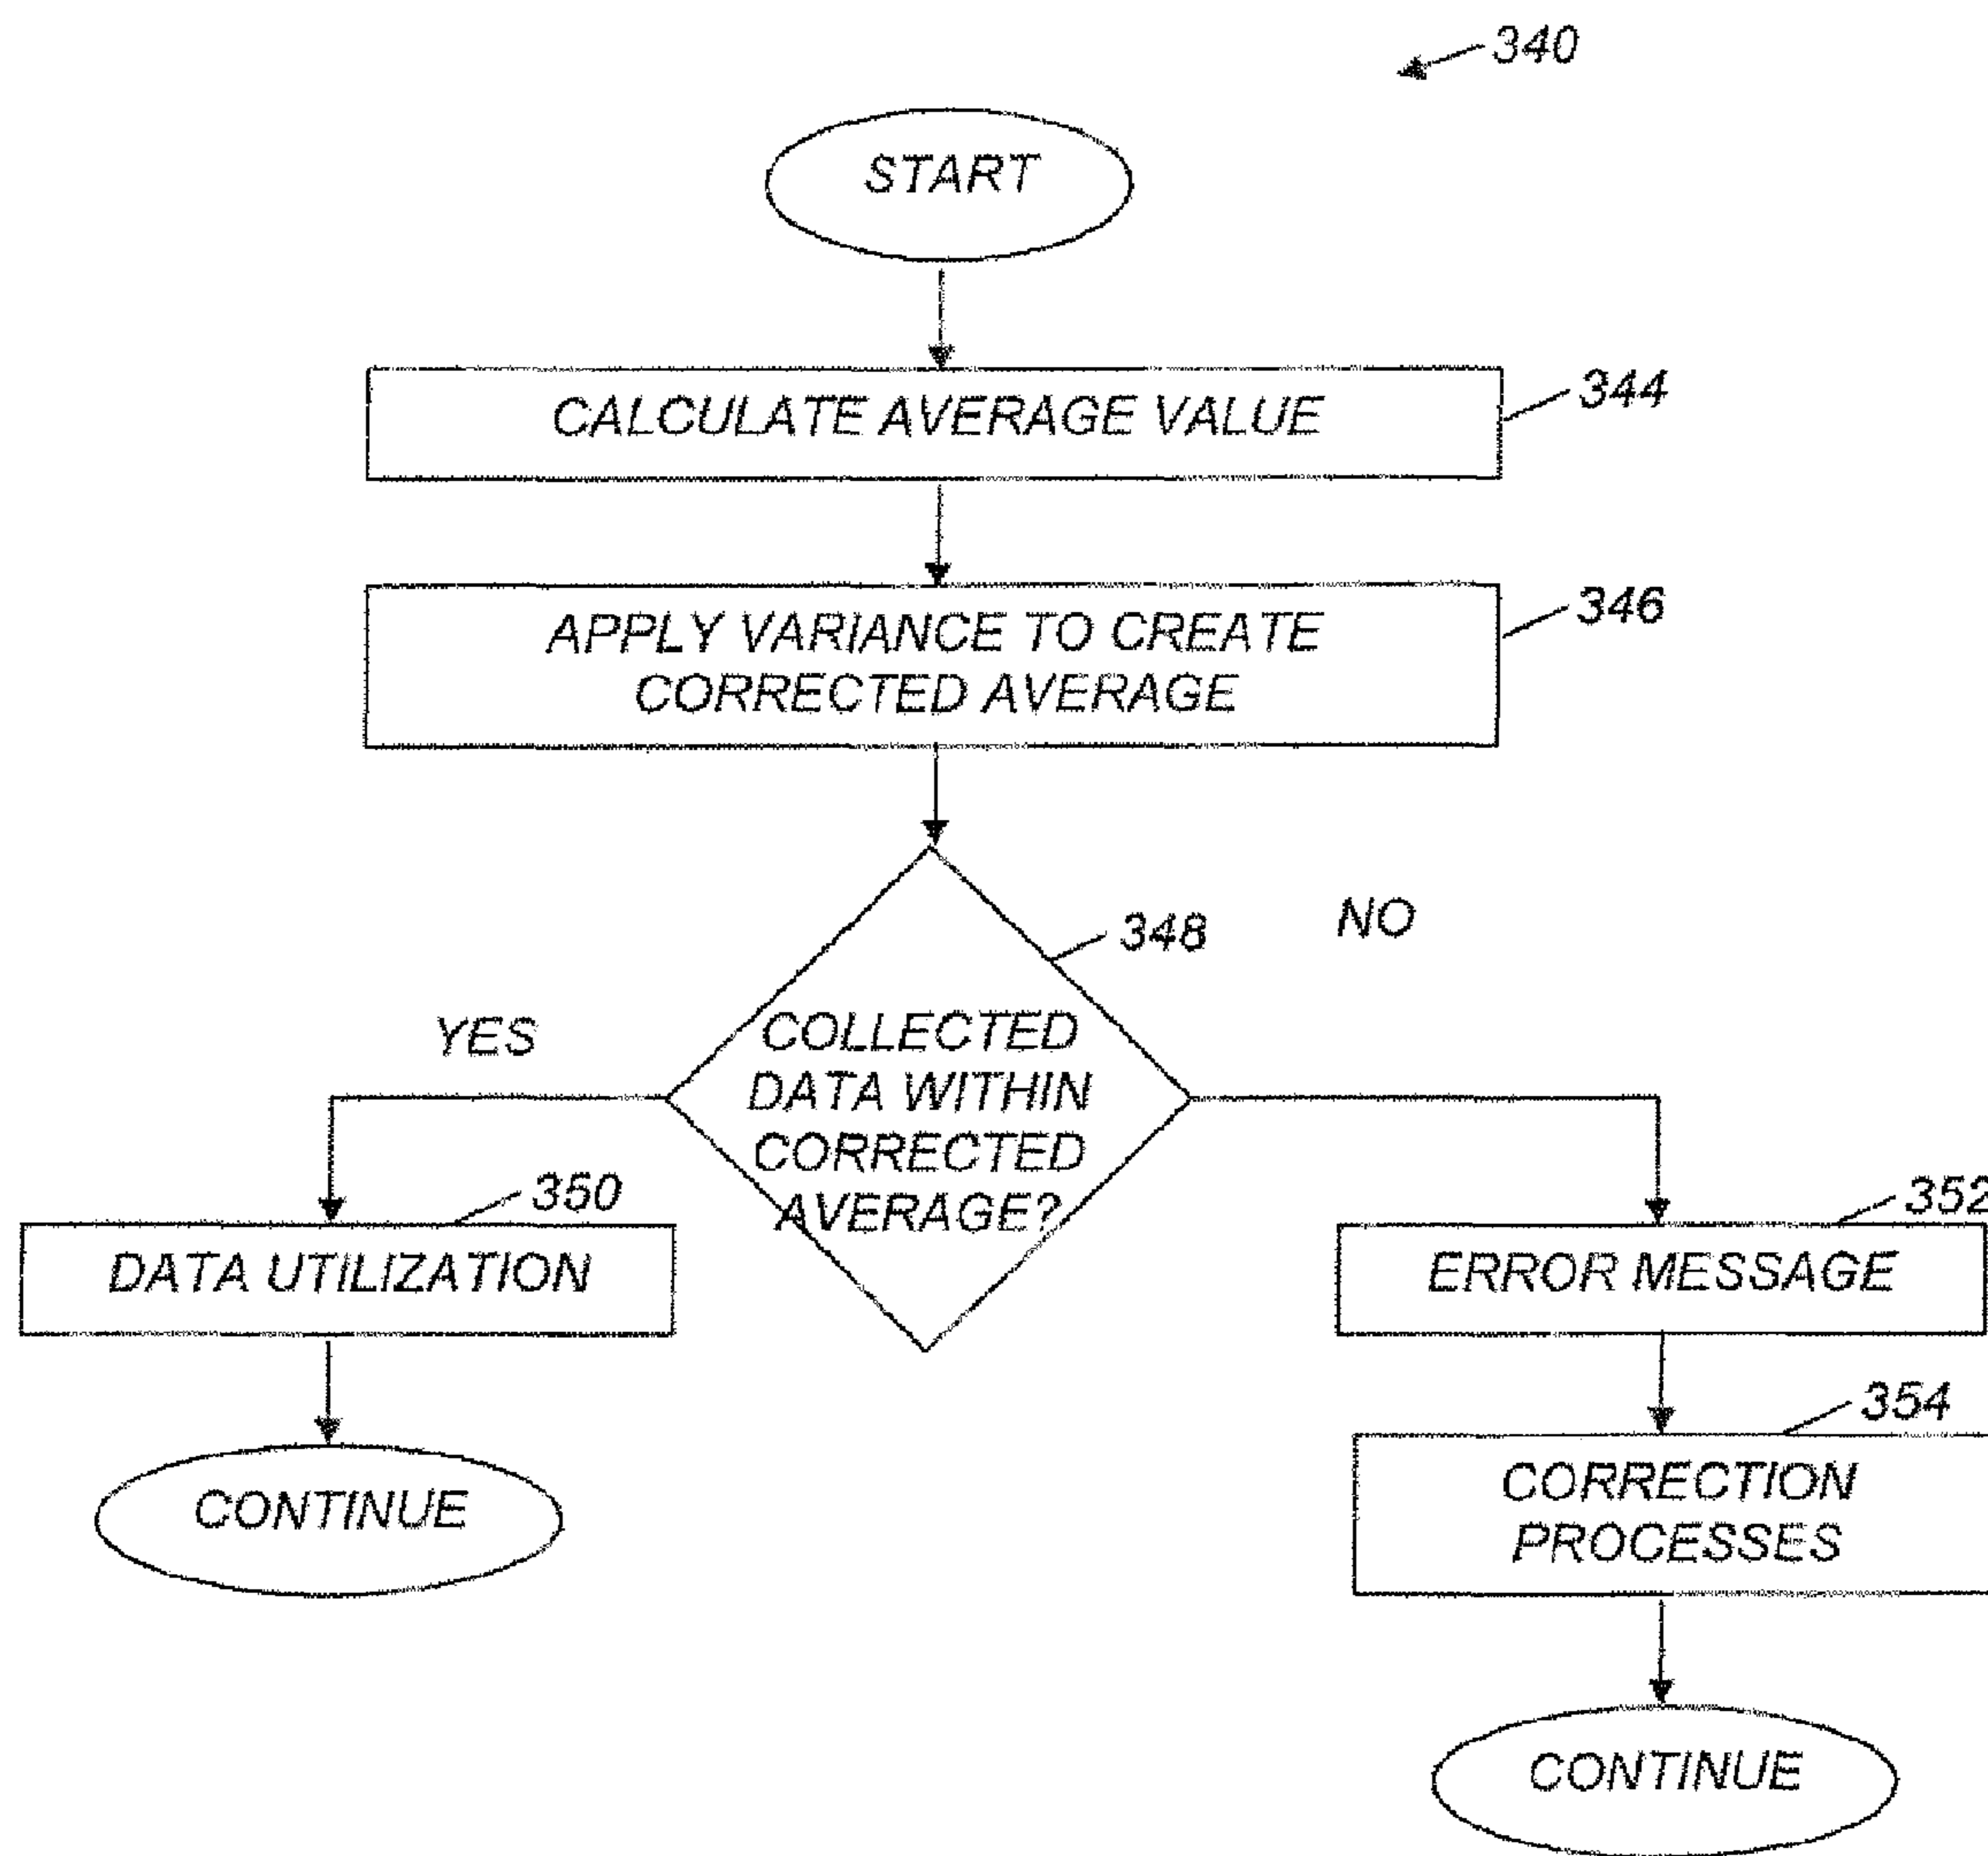 340
START
CALCULATE AVERAGE VALUE
344
APPLY VARIANCE TO CREATE
CORRECTED AVERAGE
346
348
NO
YES
COLLECTED
DATA WITHIN
CORRECTED
AVERAGE?
350
DATA UTILIZATION
352
ERROR MESSAGE
354
CORRECTION
PROCESSES
CONTINUE
CONTINUE